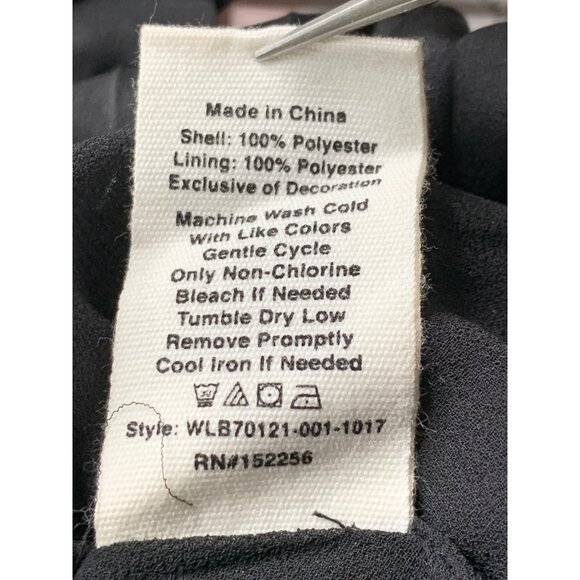 Made in China
Shell: 100% Polyester
Lining: 100% Polyester
Exclusive of Decoration
Machine Wash Cold
With Like Colors
Gentle Cycle
Only Non-Chlorine
Bleach If Needed
Tumble Dry Low
Remove Promptly
Cool Iron If Needed
Style: WLB70121-001-1017
RN#152256